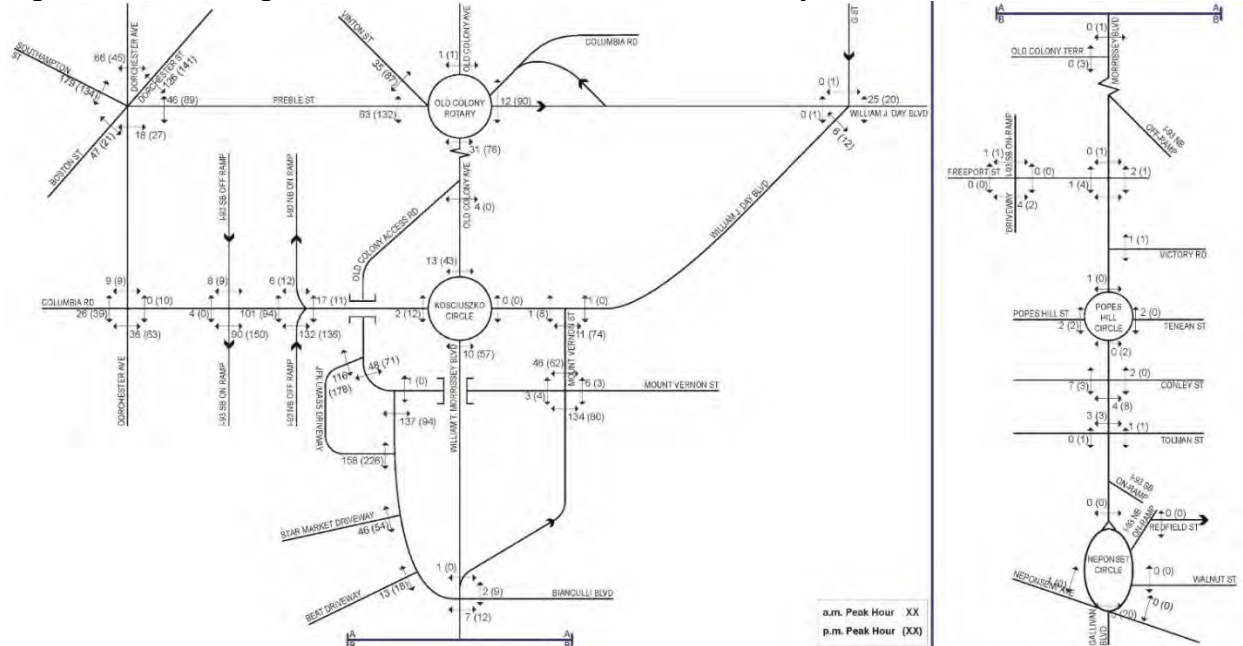 DORCHESTER AVE
SOUTHAMPTON
ST
179 (134)
66 (45)
DORCHESTER ST
126 (141)
46 (89)
PREBLE ST
18 (27)
47 (21)
BOSTON ST
VINTON ST
35 (87)
1 (1)
OLD COLONY AVE
COLUMBIA RD
63 (132)
OLD COLONY
ROTARY
12 (90)
31 (76)
G ST
0 (1)
0 (1)
25 (20)
WILLIAM J. DAY BLVD
6 (12)
I-93 SB OFF RAMP
I-93 NB ON RAMP
OLD COLONY ACCESS RD
OLD COLONY AVE
4 (0)
WILLIAM J. DAY BLVD
13 (43)
COLUMBIA RD
9 (9)
0 (10)
26 (39)
36 (63)
8 (9)
4 (0)
101 (94)
90 (150)
6 (12)
17 (11)
132 (136)
2 (12)
KOSCIUSZKO
CIRCLE
0 (0)
1 (0)
1 (8)
11 (74)
10 (57)
DORCHESTER AVE
I-93 SB ON RAMP
I-93 NB OFF RAMP
116
(178)
48 (71)
JFK/UMASS DRIVEWAY
1 (0)
137 (94)
WILLIAM T. MORRISSEY BLVD
46 (62)
MOUNT VERNON ST
6 (3)
MOUNT VERNON ST
3 (4)
134 (80)
158 (226)
STAR MARKET DRIVEWAY
46 (54)
BEAT DRIVEWAY
13 (18)
1 (0)
2 (9)
BIANCULLI BLVD
7 (12)
A A
B B
a.m. Peak Hour XX
p.m. Peak Hour (XX)
A A
B B
0 (1)
OLD COLONY TERR
0 (3)
MORRISSEY BLVD
I-93 NB
OFF-RAMP
I-93 SB ON-RAMP
1 (1)
0 (0)
FREEPORT ST
0 (0)
DRIVEWAY
4 (2)
0 (1)
2 (1)
1 (4)
1 (1)
VICTORY RD
1 (0)
POPES HILL ST
2 (2)
POPES
HILL
CIRCLE
2 (0)
TENEAN ST
0 (2)
2 (0)
CONLEY ST
7 (3)
4 (8)
3 (3)
1 (1)
TOLMAN ST
0 (1)
I-93 SB
ON-RAMP
0 (0)
I-93 NB
ON-RAMP
0 (0)
REDFIELD ST
NEPONSET
CIRCLE
0 (0)
WALNUT ST
0 (0)
(20)
GALLIVAN
BLVD